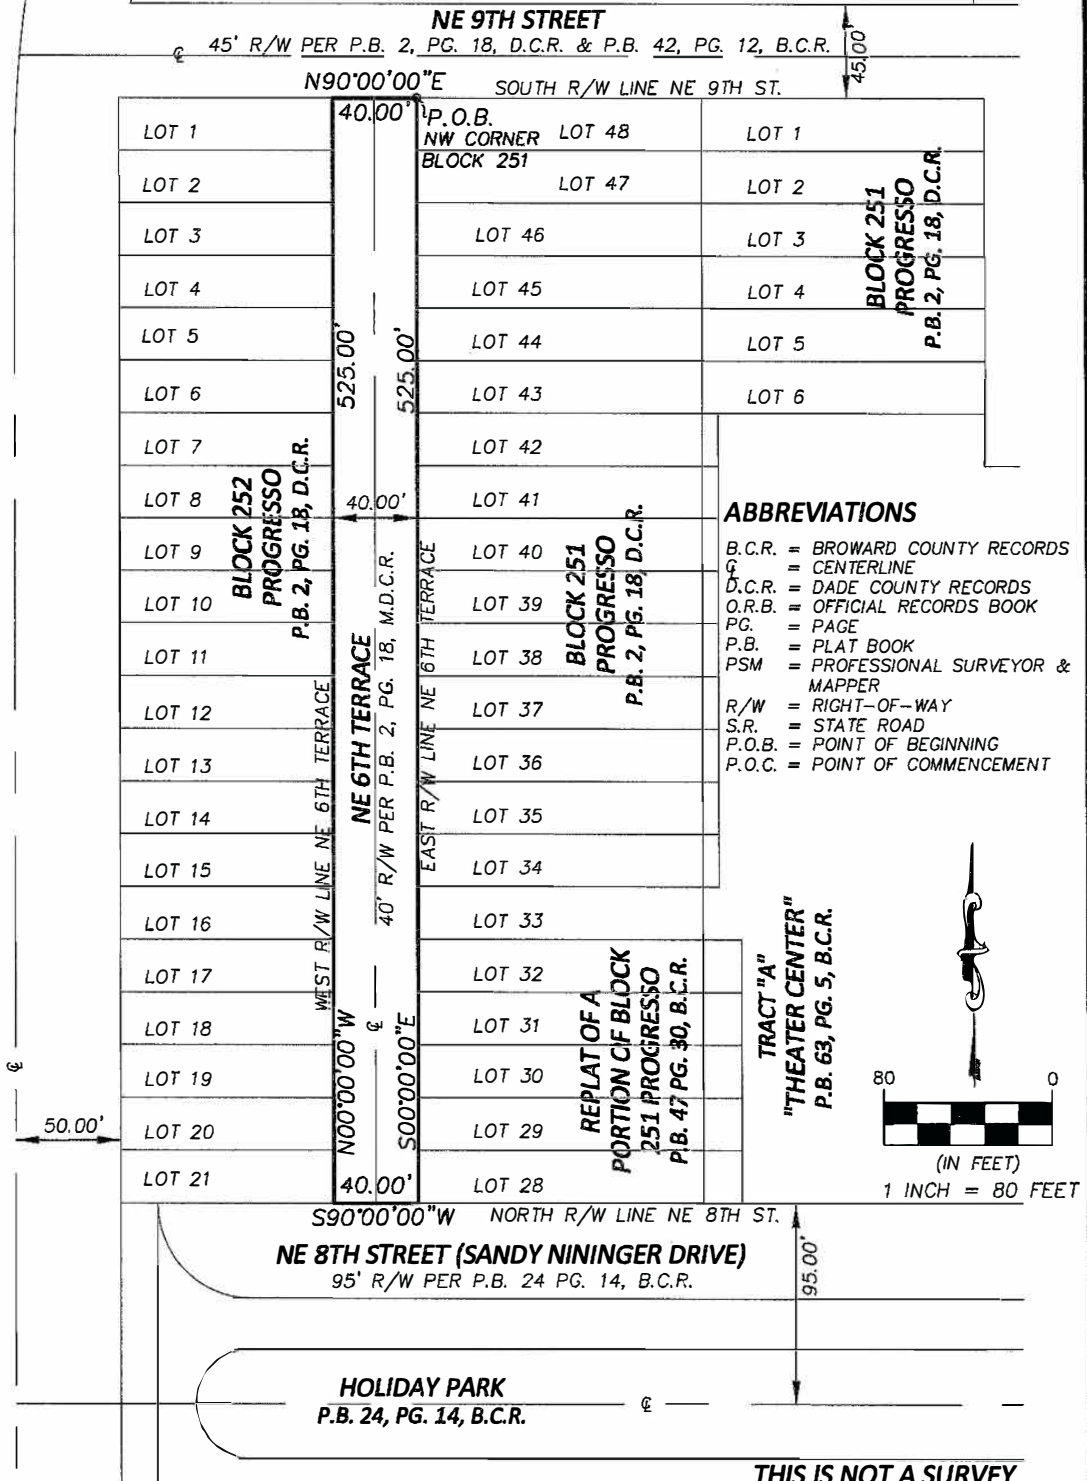 NE 9TH STREET
℄ 45' R/W PER P.B. 2, PG. 18, D.C.R. & P.B. 42, PG. 12, B.C.R.
45.00'
N90°00'00"E
SOUTH R/W LINE NE 9TH ST.
40.00'
P.O.B.
NW CORNER
BLOCK 251
LOT 1
LOT 2
LOT 3
LOT 4
LOT 5
LOT 6
LOT 7
LOT 8
LOT 9
LOT 10
LOT 11
LOT 12
LOT 13
LOT 14
LOT 15
LOT 16
LOT 17
LOT 18
LOT 19
LOT 20
LOT 21
BLOCK 252
PROGRESSO
P.B. 2, PG. 18, D.C.R.
WEST R/W LINE NE 6TH TERRACE
525.00'
525.00'
40.00'
NE 6TH TERRACE
40' R/W PER P.B. 2, PG. 18, M.D.C.R.
EAST R/W LINE NE 6TH TERRACE
℄
N00°00'00"W
S00°00'00"E
40.00'
LOT 48
LOT 47
LOT 46
LOT 45
LOT 44
LOT 43
LOT 42
LOT 41
LOT 40
LOT 39
LOT 38
LOT 37
LOT 36
LOT 35
LOT 34
LOT 33
LOT 32
LOT 31
LOT 30
LOT 29
LOT 28
BLOCK 251
PROGRESSO
P.B. 2, PG. 18, D.C.R.
REPLAT OF A
PORTION OF BLOCK
251 PROGRESSO
P.B. 47 PG. 30, B.C.R.
LOT 1
LOT 2
LOT 3
LOT 4
LOT 5
LOT 6
BLOCK 251
PROGRESSO
P.B. 2, PG. 18, D.C.R.
ABBREVIATIONS
B.C.R. = BROWARD COUNTY RECORDS
℄ = CENTERLINE
D.C.R. = DADE COUNTY RECORDS
O.R.B. = OFFICIAL RECORDS BOOK
PG. = PAGE
P.B. = PLAT BOOK
PSM = PROFESSIONAL SURVEYOR &
MAPPER
R/W = RIGHT-OF-WAY
S.R. = STATE ROAD
P.O.B. = POINT OF BEGINNING
P.O.C. = POINT OF COMMENCEMENT
TRACT "A"
"THEATER CENTER"
P.B. 63, PG. 5, B.C.R.
80 0
(IN FEET)
1 INCH = 80 FEET
℄
50.00'
S90°00'00"W
NORTH R/W LINE NE 8TH ST.
NE 8TH STREET (SANDY NININGER DRIVE)
95' R/W PER P.B. 24 PG. 14, B.C.R.
95.00'
HOLIDAY PARK
P.B. 24, PG. 14, B.C.R.
℄
THIS IS NOT A SURVEY